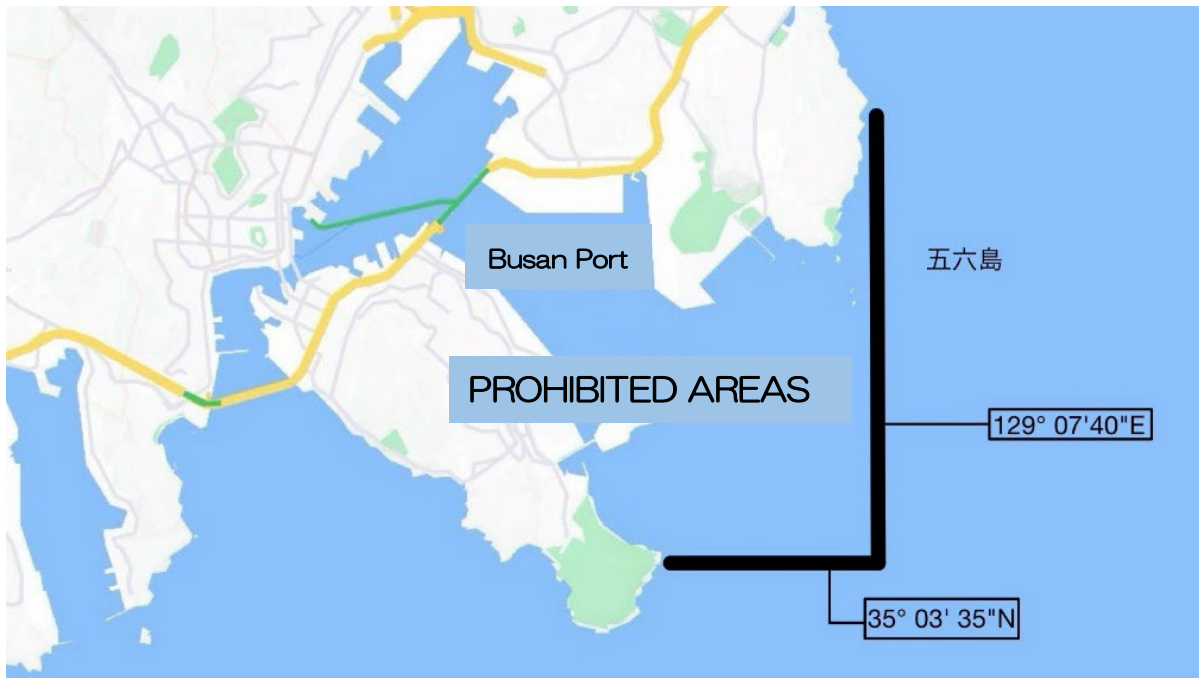 Busan Port
五六島
PROHIBITED AREAS
129° 07'40"E
35° 03' 35"N